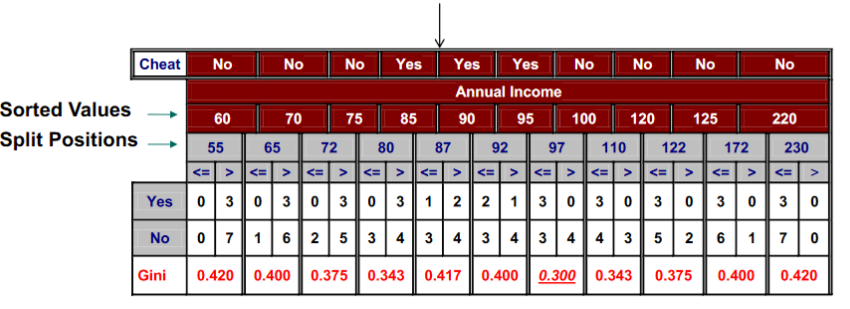 Cheat No No No Yes Yes Yes No No No No
Annual Income
Sorted Values 60 70 75 85 90 95 100 120 125 220
Split Positions 55 65 72 80 87 92 97 110 122 172 230
<= > <= > <= > <= > <= > <= > <= > <= > <= > <= > <= >
Yes 0 3 0 3 0 3 0 3 1 2 2 1 3 0 3 0 3 0 3 0 3 0
No 0 7 1 6 2 5 3 4 3 4 3 4 3 4 4 3 5 2 6 1 7 0
Gini 0.420 0.400 0.375 0.343 0.417 0.400 0.300 0.343 0.375 0.400 0.420